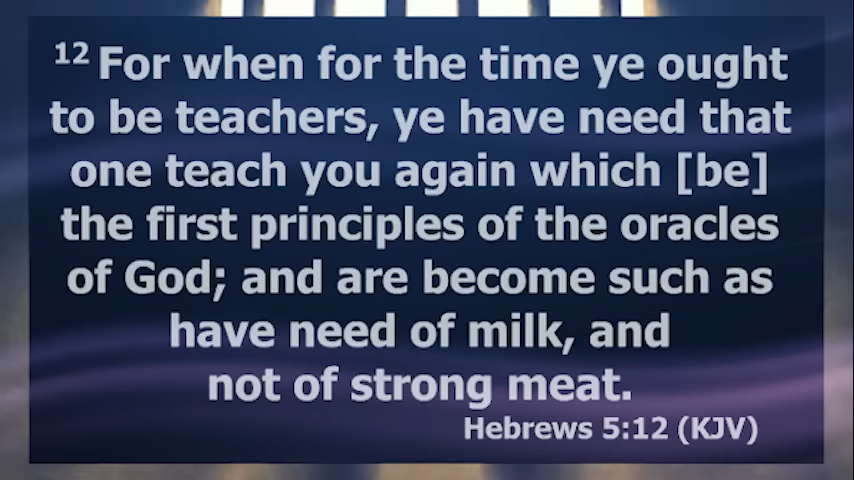 12 For when for the time ye ought
to be teachers, ye have need that
one teach you again which [be]
the first principles of the oracles
of God; and are become such as
have need of milk, and
not of strong meat.
Hebrews 5:12 (KJV)